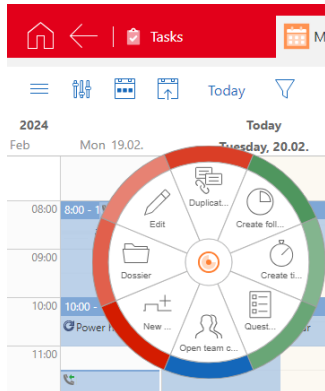 Tasks
M
Today
2024
Today
Feb
Mon 19.02.
Tuesday, 20.02.
08:00
8:00 - 1
Duplicat...
Edit
Create foll...
09:00
Dossier
Create ti...
10:00
10:00 -
New ...
Quest...
Power
Open team c...
11:00